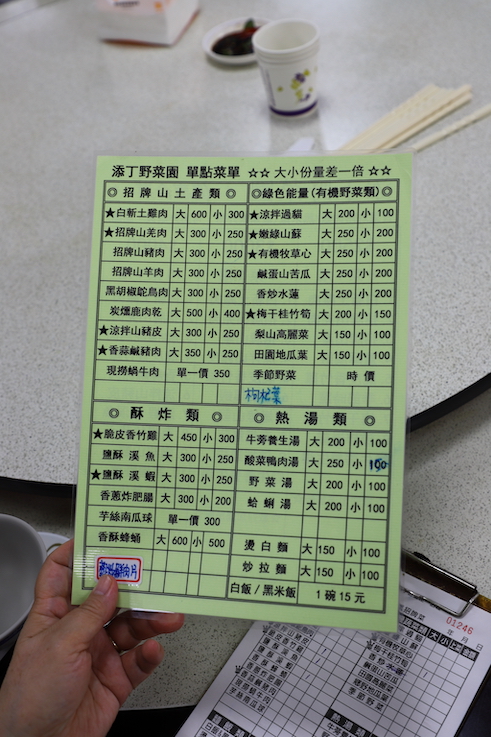 添丁野菜園 單點菜單 ☆☆ 大小份量差一倍 ☆☆
◎ 招牌山土產類 ◎
★白斬土雞肉 大 600 小 300
★招牌山羌肉 大 300 小 250
招牌山豬肉 大 300 小 250
招牌山羊肉 大 300 小 250
黑胡椒鴕鳥肉 大 300 小 250
炭燻鹿肉乾 大 500 小 400
★涼拌山豬皮 大 300 小 250
★香蒜鹹豬肉 大 350 小 250
現撈蝸牛肉 單一價 350
◎綠色能量(有機野菜類)◎
★涼拌過貓 大 200 小 100
★嫩綠山蘇 大 250 小 200
★有機牧草心 大 250 小 200
鹹蛋山苦瓜 大 250 小 200
香炒水蓮 大 250 小 200
★梅干桂竹筍 大 200 小 150
梨山高麗菜 大 150 小 100
田園地瓜葉 大 150 小 100
季節野菜 時價
枸杞葉
◎ 酥炸類 ◎
★脆皮香竹雞 大 450 小 300
鹽酥溪魚 大 300 小 250
★鹽酥溪蝦 大 300 小 250
香蔥炸肥腸 大 300 小 200
芋絲南瓜球 單一價 300
香酥蜂蛹 大 600 小 500
◎ 熱湯類 ◎
牛蒡養生湯 大 200 小 100
酸菜鴨肉湯 大 250 小 150
野菜湯 大 200 小 100
蛤蜊湯 大 200 小 100
燙白麵 大 150 小 100
炒拉麵 大 150 小 100
白飯/黑米飯 1碗15元
01246
年 月 日